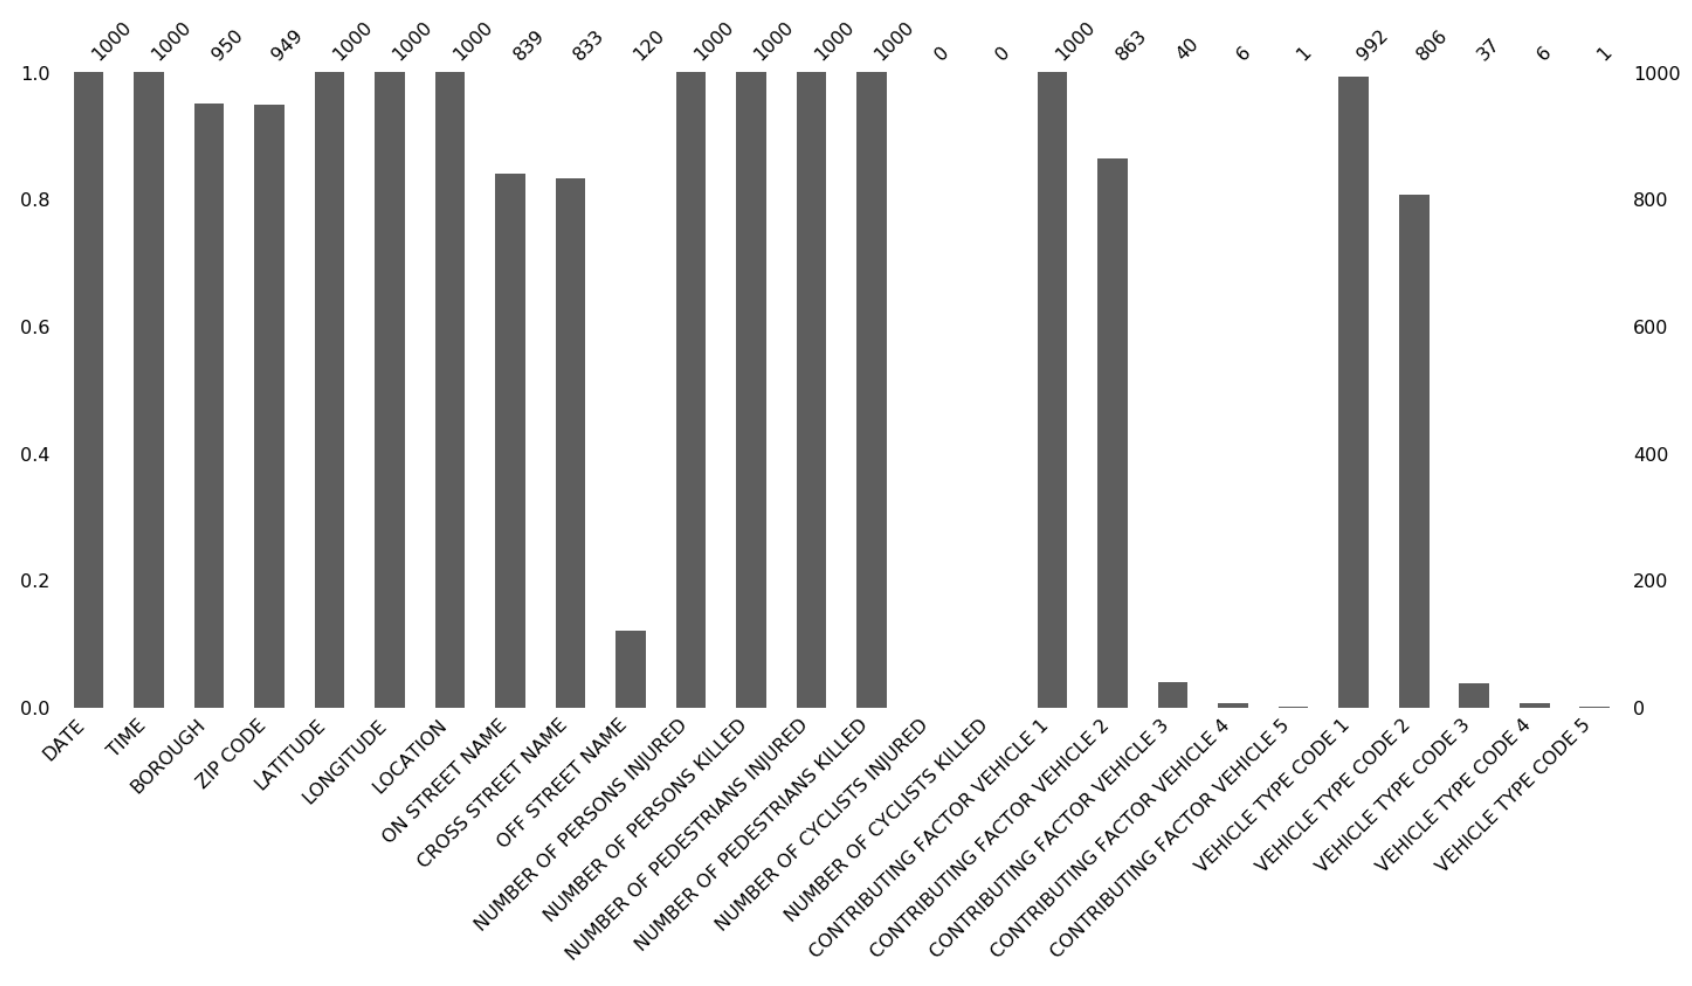 1000
1000
950
949
1000
1000
1000
839
833
120
1000
1000
1000
1000
0
0
1000
863
40
6
1
992
806
37
6
1
1.0
0.8
0.6
0.4
0.2
0.0
1000
800
600
400
200
0
DATE
TIME
BOROUGH
ZIP CODE
LATITUDE
LONGITUDE
LOCATION
ON STREET NAME
CROSS STREET NAME
OFF STREET NAME
NUMBER OF PERSONS INJURED
NUMBER OF PERSONS KILLED
NUMBER OF PEDESTRIANS INJURED
NUMBER OF PEDESTRIANS KILLED
NUMBER OF CYCLISTS INJURED
NUMBER OF CYCLISTS KILLED
CONTRIBUTING FACTOR VEHICLE 1
CONTRIBUTING FACTOR VEHICLE 2
CONTRIBUTING FACTOR VEHICLE 3
CONTRIBUTING FACTOR VEHICLE 4
CONTRIBUTING FACTOR VEHICLE 5
VEHICLE TYPE CODE 1
VEHICLE TYPE CODE 2
VEHICLE TYPE CODE 3
VEHICLE TYPE CODE 4
VEHICLE TYPE CODE 5